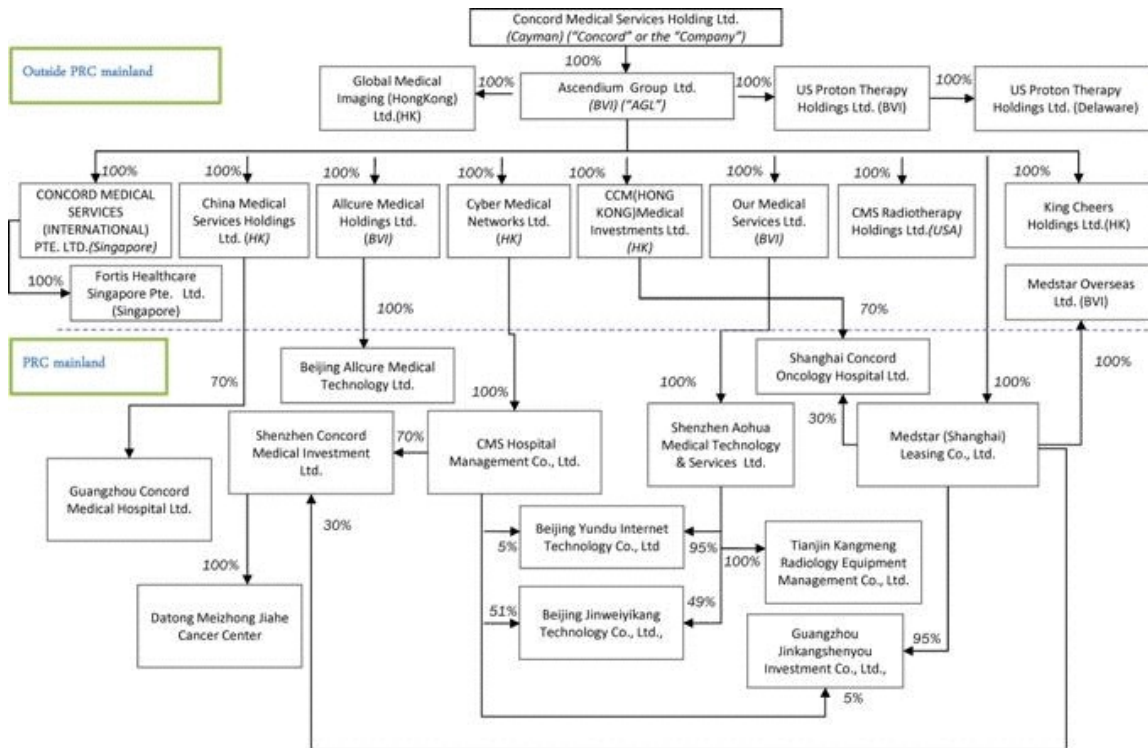 Concord Medical Services Holding Ltd.
(Cayman) (“Concord” or the “Company”)
Outside PRC mainland
100%
Global Medical
Imaging (HongKong)
Ltd.(HK)
100%
Ascendium Group Ltd.
(BVI) (“AGL”)
100%
US Proton Therapy
Holdings Ltd. (BVI)
100%
US Proton Therapy
Holdings Ltd. (Delaware)
100%
100%
100%
100%
100%
100%
100%
100%
CONCORD MEDICAL
SERVICES
(INTERNATIONAL)
PTE. LTD.(Singapore)
China Medical
Services Holdings
Ltd. (HK)
Allcure Medical
Holdings Ltd.
(BVI)
Cyber Medical
Networks Ltd.
(HK)
CCM(HONG
KONG)Medical
Investments Ltd.
(HK)
Our Medical
Services Ltd.
(BVI)
CMS Radiotherapy
Holdings Ltd.(USA)
King Cheers
Holdings Ltd.(HK)
100%
Fortis Healthcare
Singapore Pte. Ltd.
(Singapore)
Medstar Overseas
Ltd. (BVI)
100%
70%
PRC mainland
Beijing Allcure Medical
Technology Ltd.
Shanghai Concord
Oncology Hospital Ltd.
100%
70%
100%
100%
100%
30%
Shenzhen Concord
Medical Investment
Ltd.
70%
CMS Hospital
Management Co., Ltd.
Shenzhen Aohua
Medical Technology
& Services Ltd.
Medstar (Shanghai)
Leasing Co., Ltd.
Guangzhou Concord
Medical Hospital Ltd.
30%
5%
Beijing Yundu Internet
Technology Co., Ltd
95%
100%
Tianjin Kangmeng
Radiology Equipment
Management Co., Ltd.
100%
Datong Meizhong Jiahe
Cancer Center
51%
Beijing Jinweiyikang
Technology Co., Ltd.,
49%
Guangzhou
Jinkangshenyou
Investment Co., Ltd.,
95%
5%